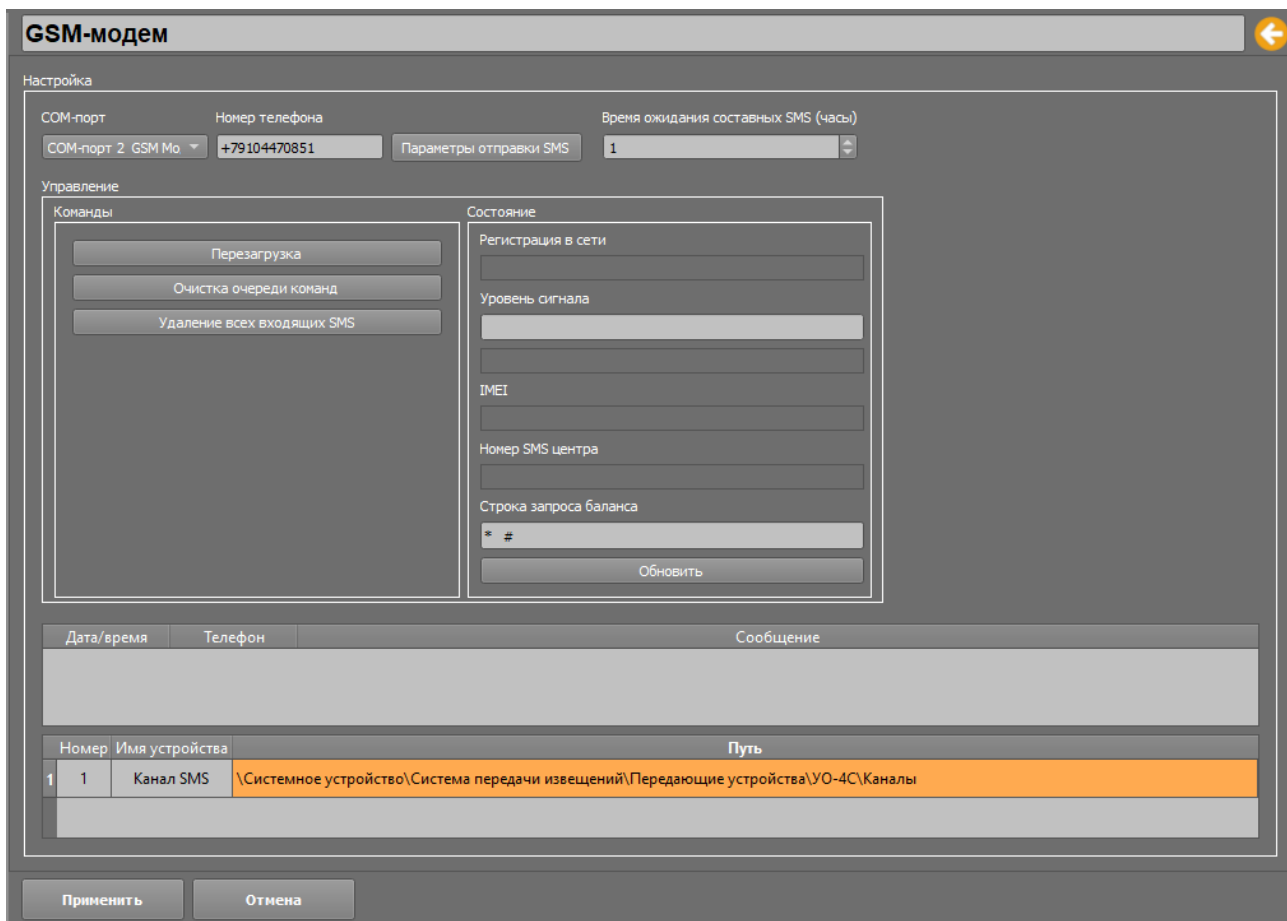 GSM-модем
Настройка
COM-порт Номер телефона Время ожидания составных SMS (часы)
COM-порт 2 GSM Mo +79104470851 Параметры отправки SMS 1
Управление
Команды Состояние
Регистрация в сети
Перезагрузка
Очистка очереди команд
Уровень сигнала
Удаление всех входящих SMS
IMEI
Номер SMS центра
Строка запроса баланса
* #
Обновить
Дата/время Телефон Сообщение
Номер Имя устройства Путь
1 1 Канал SMS \Системное устройство\Система передачи извещений\Передающие устройства\УО-4С\Каналы
Применить Отмена